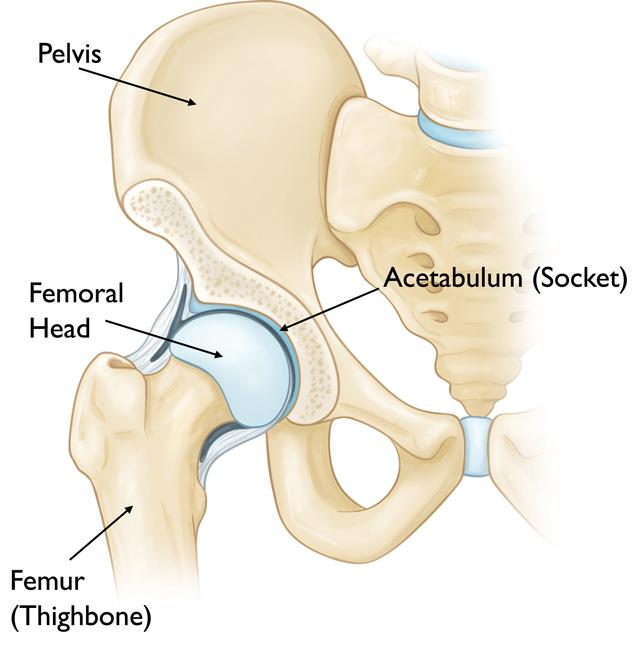 Pelvis
Acetabulum (Socket)
Femoral
Head
Femur
(Thighbone)